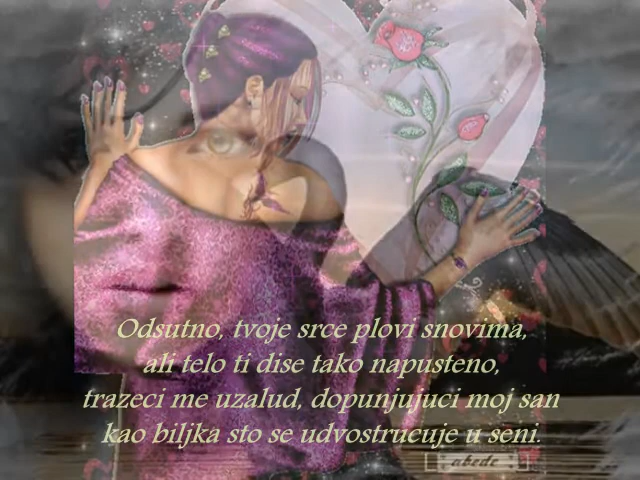 Odsutno, tvoje srce plovi snovima,
ali telo ti dise tako napusteno,
trazeci me uzalud, dopunjujuci moj san
kao biljka sto se udvostrucuje u seni.
abede